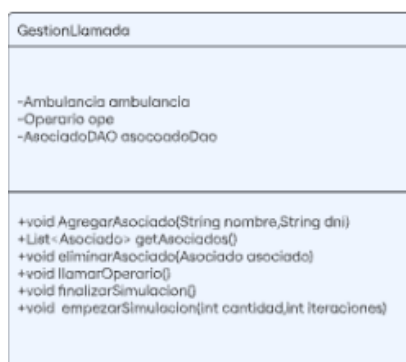 GestionLlamada
-Ambulancia ambulancia
-Operario ope
-AsociadoDAO asocoadoDao
+void AgregarAsociado(String nombre,String dni)
+List<Asociado> getAsociados()
+void eliminarAsociado(Asociado asociado)
+void llamarOperario()
+void finalizarSimulacion()
+void empezarSimulacion(int cantidad,int iteraciones)